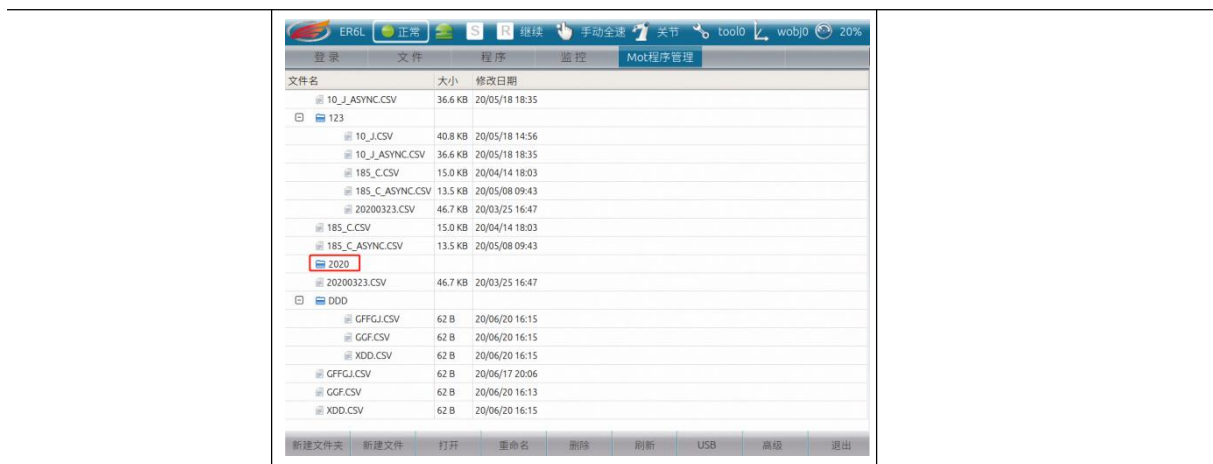 ER6L 正常 S R 继续 手动全速 关节 tool0 wobj0 20%
登录 文件 程序 监控 Mot程序管理
文件名 大小 修改日期
10_J_ASYNC.CSV 36.6 KB 20/05/18 18:35
123
10_J.CSV 40.8 KB 20/05/18 14:56
10_J_ASYNC.CSV 36.6 KB 20/05/18 18:35
185_C.CSV 15.0 KB 20/04/14 18:03
185_C_ASYNC.CSV 13.5 KB 20/05/08 09:43
20200323.CSV 46.7 KB 20/03/25 16:47
185_C.CSV 15.0 KB 20/04/14 18:03
185_C_ASYNC.CSV 13.5 KB 20/05/08 09:43
2020
20200323.CSV 46.7 KB 20/03/25 16:47
DDD
GFFGJ.CSV 62 B 20/06/20 16:15
GGF.CSV 62 B 20/06/20 16:15
XDD.CSV 62 B 20/06/20 16:15
GFFGJ.CSV 62 B 20/06/17 20:06
GGF.CSV 62 B 20/06/20 16:13
XDD.CSV 62 B 20/06/20 16:15
新建文件夹 新建文件 打开 重命名 删除 刷新 USB 高级 退出